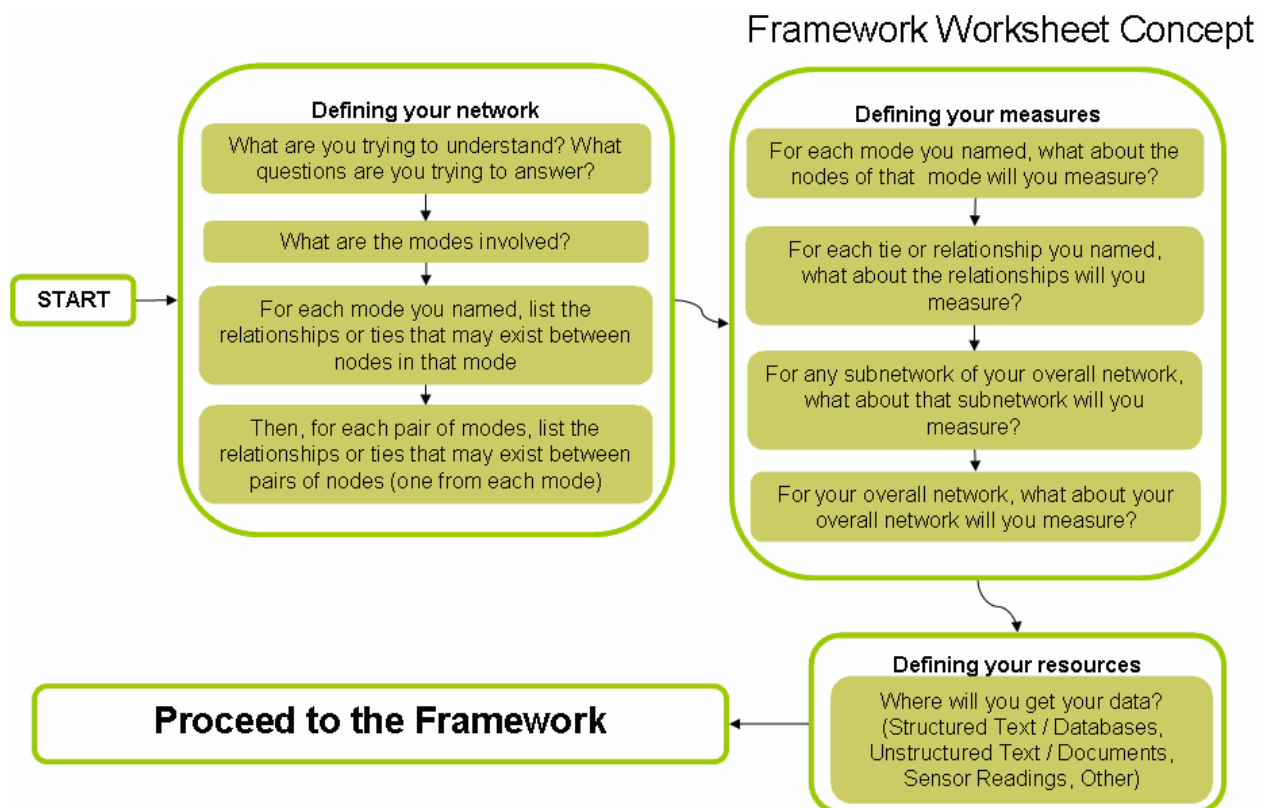 Framework Worksheet Concept
START
Defining your network
What are you trying to understand? What
questions are you trying to answer?
What are the modes involved?
For each mode you named, list the
relationships or ties that may exist between
nodes in that mode
Then, for each pair of modes, list the
relationships or ties that may exist between
pairs of nodes (one from each mode)
Defining your measures
For each mode you named, what about the
nodes of that mode will you measure?
For each tie or relationship you named,
what about the relationships will you
measure?
For any subnetwork of your overall network,
what about that subnetwork will you
measure?
For your overall network, what about your
overall network will you measure?
Defining your resources
Where will you get your data?
(Structured Text / Databases,
Unstructured Text / Documents,
Sensor Readings, Other)
Proceed to the Framework